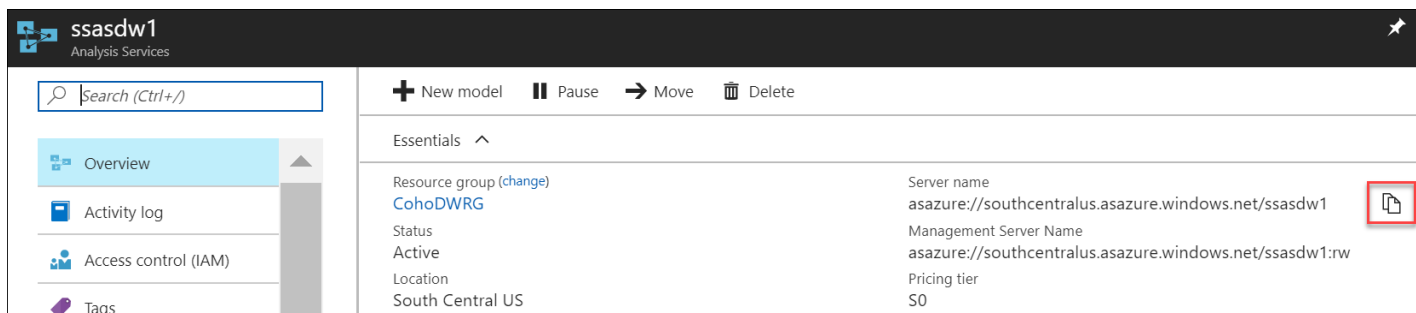 ssasdw1
Analysis Services
Search (Ctrl+/)
Overview
Activity log
Access control (IAM)
Tags
New model Pause Move Delete
Essentials
Resource group (change)
CohoDWRG
Status
Active
Location
South Central US
Server name
asazure://southcentralus.asazure.windows.net/ssasdw1
Management Server Name
asazure://southcentralus.asazure.windows.net/ssasdw1:rw
Pricing tier
S0